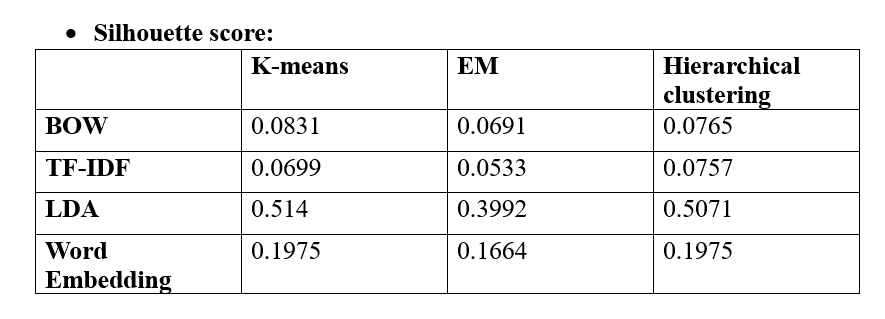 • Silhouette score:
K-means EM Hierarchical
clustering
BOW 0.0831 0.0691 0.0765
TF-IDF 0.0699 0.0533 0.0757
LDA 0.514 0.3992 0.5071
Word 0.1975 0.1664 0.1975
Embedding